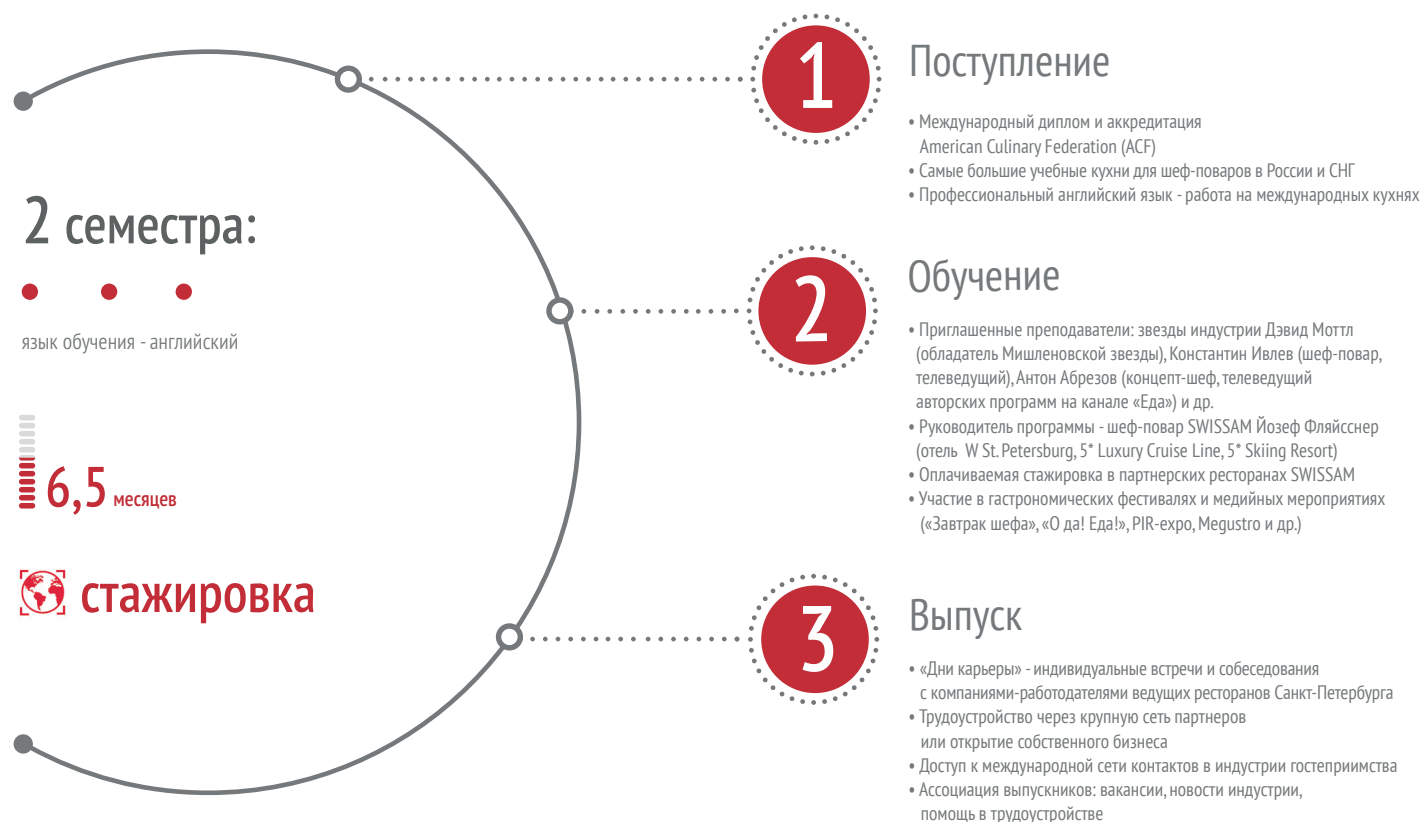 2 семестра:
язык обучения - английский
6,5 месяцев
стажировка
1
Поступление
• Международный диплом и аккредитация
American Culinary Federation (ACF)
• Самые большие учебные кухни для шеф-поваров в России и СНГ
• Профессиональный английский язык - работа на международных кухнях
2
Обучение
• Приглашенные преподаватели: звезды индустрии Дэвид Моттл
(обладатель Мишленовской звезды), Константин Ивлев (шеф-повар,
телеведущий), Антон Абрезов (концепт-шеф, телеведущий
авторских программ на канале «Еда») и др.
• Руководитель программы - шеф-повар SWISSAM Йозеф Фляйсснер
(отель W St. Petersburg, 5* Luxury Cruise Line, 5* Skiing Resort)
• Оплачиваемая стажировка в партнерских ресторанах SWISSAM
• Участие в гастрономических фестивалях и медийных мероприятиях
(«Завтрак шефа», «О да! Еда!», PIR-expo, Megustro и др.)
3
Выпуск
• «Дни карьеры» - индивидуальные встречи и собеседования
с компаниями-работодателями ведущих ресторанов Санкт-Петербурга
• Трудоустройство через крупную сеть партнеров
или открытие собственного бизнеса
• Доступ к международной сети контактов в индустрии гостеприимства
• Ассоциация выпускников: вакансии, новости индустрии,
помощь в трудоустройстве